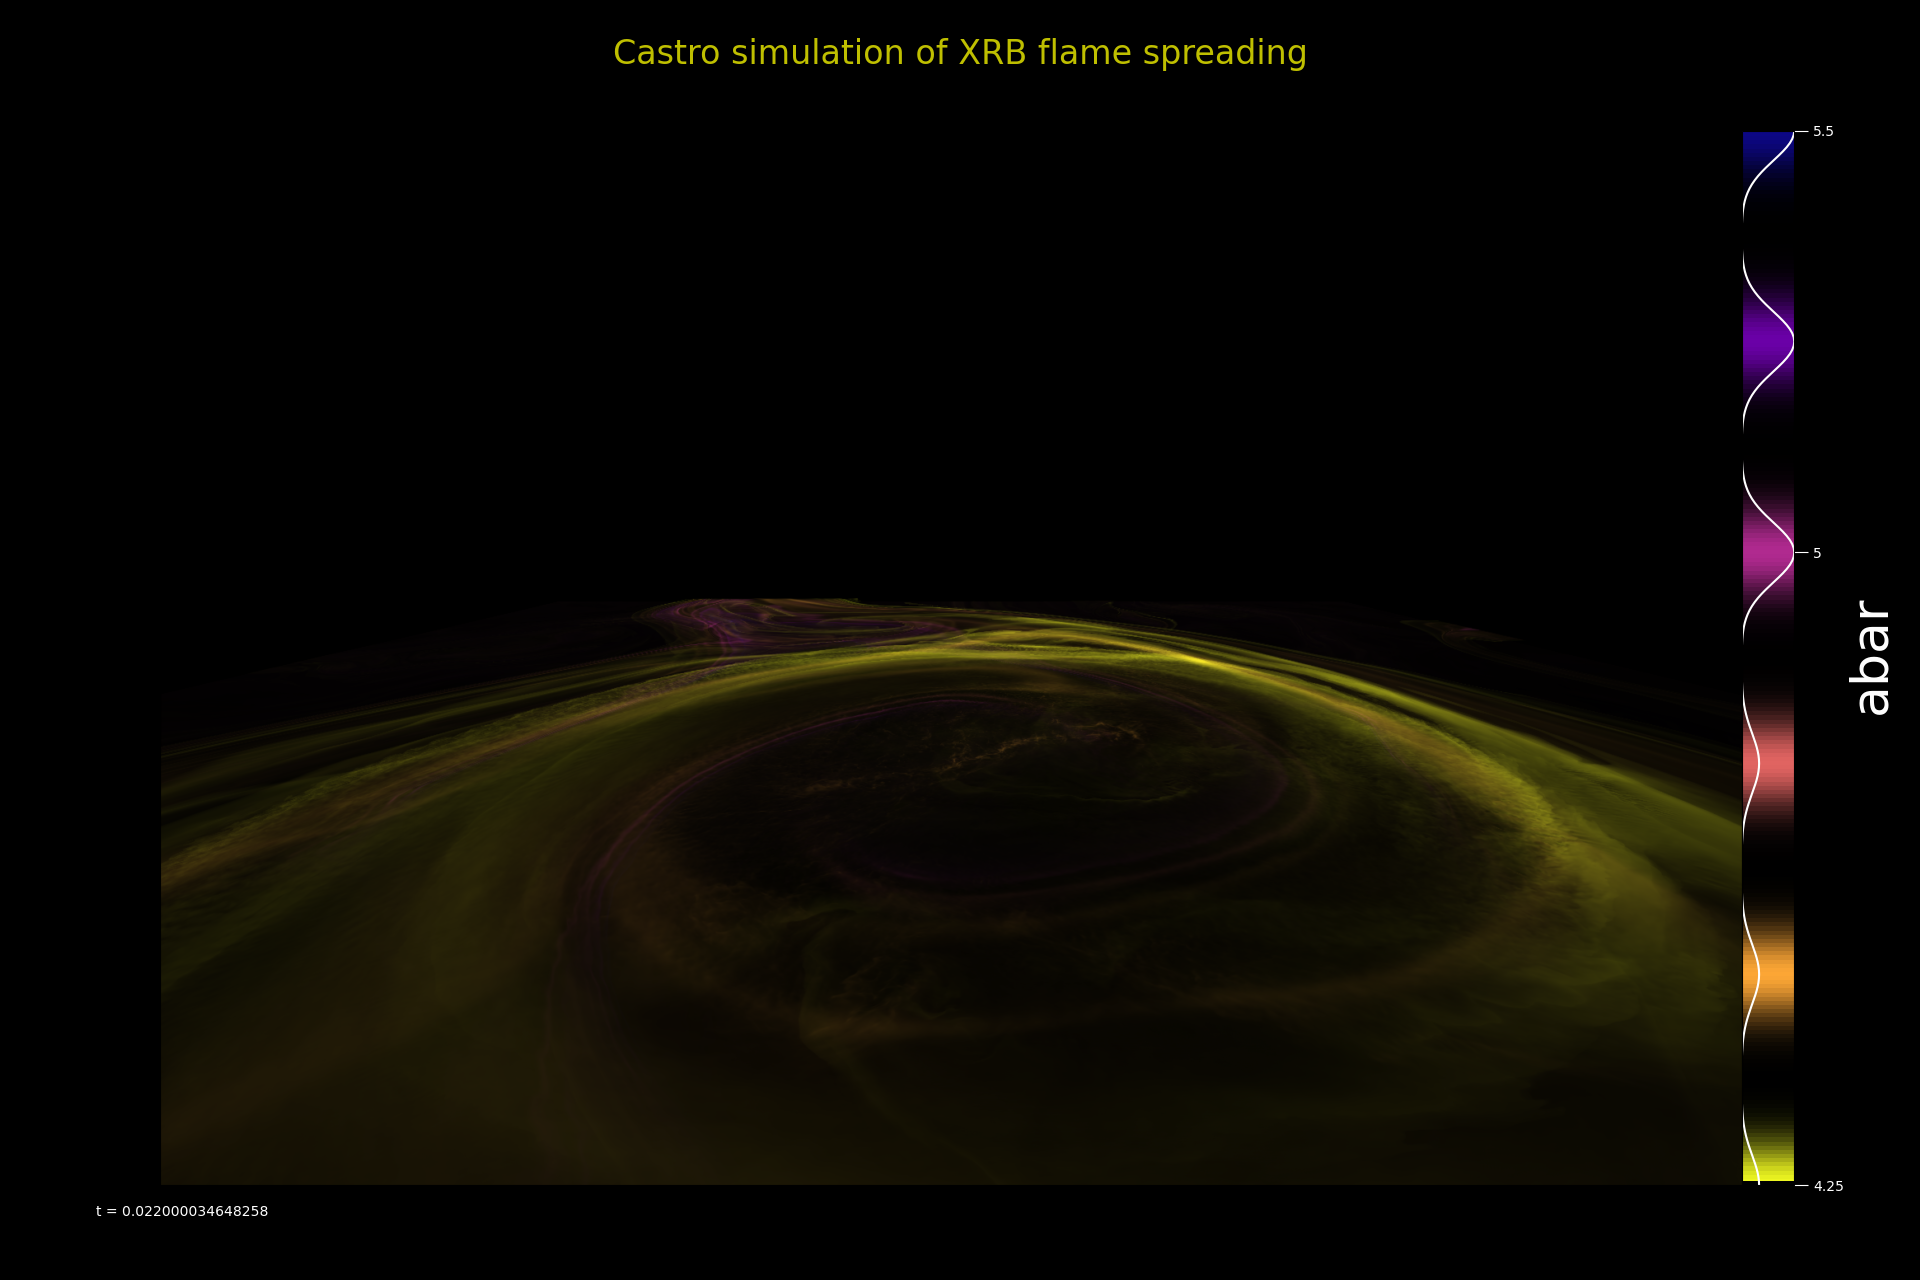 Castro simulation of XRB flame spreading
5.5
5
abar
4.25
t = 0.022000034648258